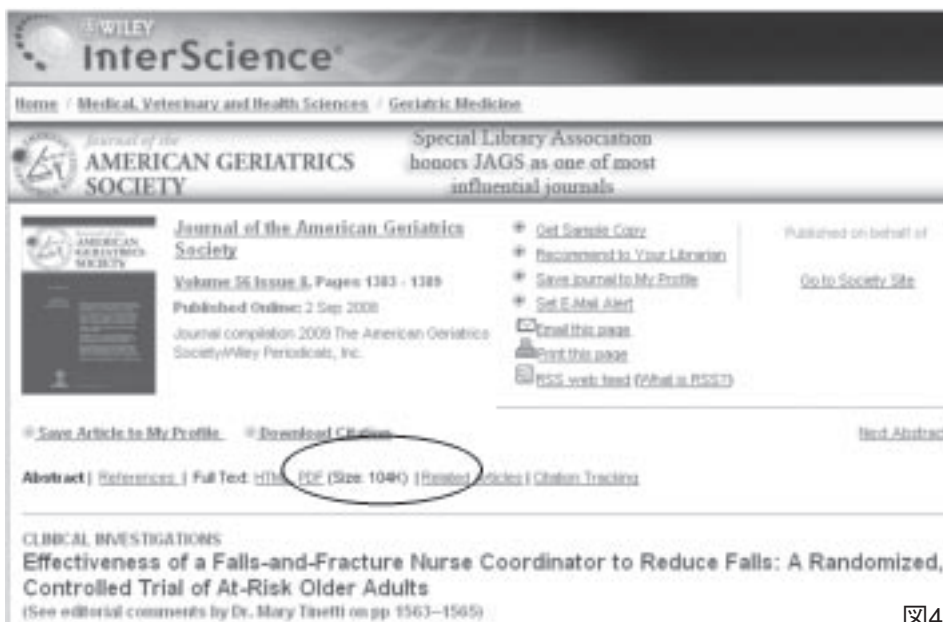 WILEY
InterScience®
Home / Medical, Veterinary and Health Sciences / Geriatric Medicine
Journal of the
AMERICAN GERIATRICS
SOCIETY
Special Library Association
honors JAGS as one of most
influential journals
Journal of the
AMERICAN
GERIATRICS
SOCIETY
Journal of the American Geriatrics
Society
Volume 56 Issue 8, Pages 1383 - 1389
Published Online: 2 Sep 2008
Journal compilation 2009 The American Geriatrics
Society/Wiley Periodicals, Inc.
Get Sample Copy
Recommend to Your Librarian
Save journal to My Profile
Set E-Mail Alert
Email this page
Print this page
RSS web feed (What is RSS?)
Published on behalf of
Go to Society Site
Save Article to My Profile Download Citation
Next Abstract
Abstract | References | Full Text: HTML, PDF (Size: 104K) | Related Articles | Citation Tracking
CLINICAL INVESTIGATIONS
Effectiveness of a Falls-and-Fracture Nurse Coordinator to Reduce Falls: A Randomized,
Controlled Trial of At-Risk Older Adults
(See editorial comments by Dr. Mary Tinetti on pp 1563–1565)
図4